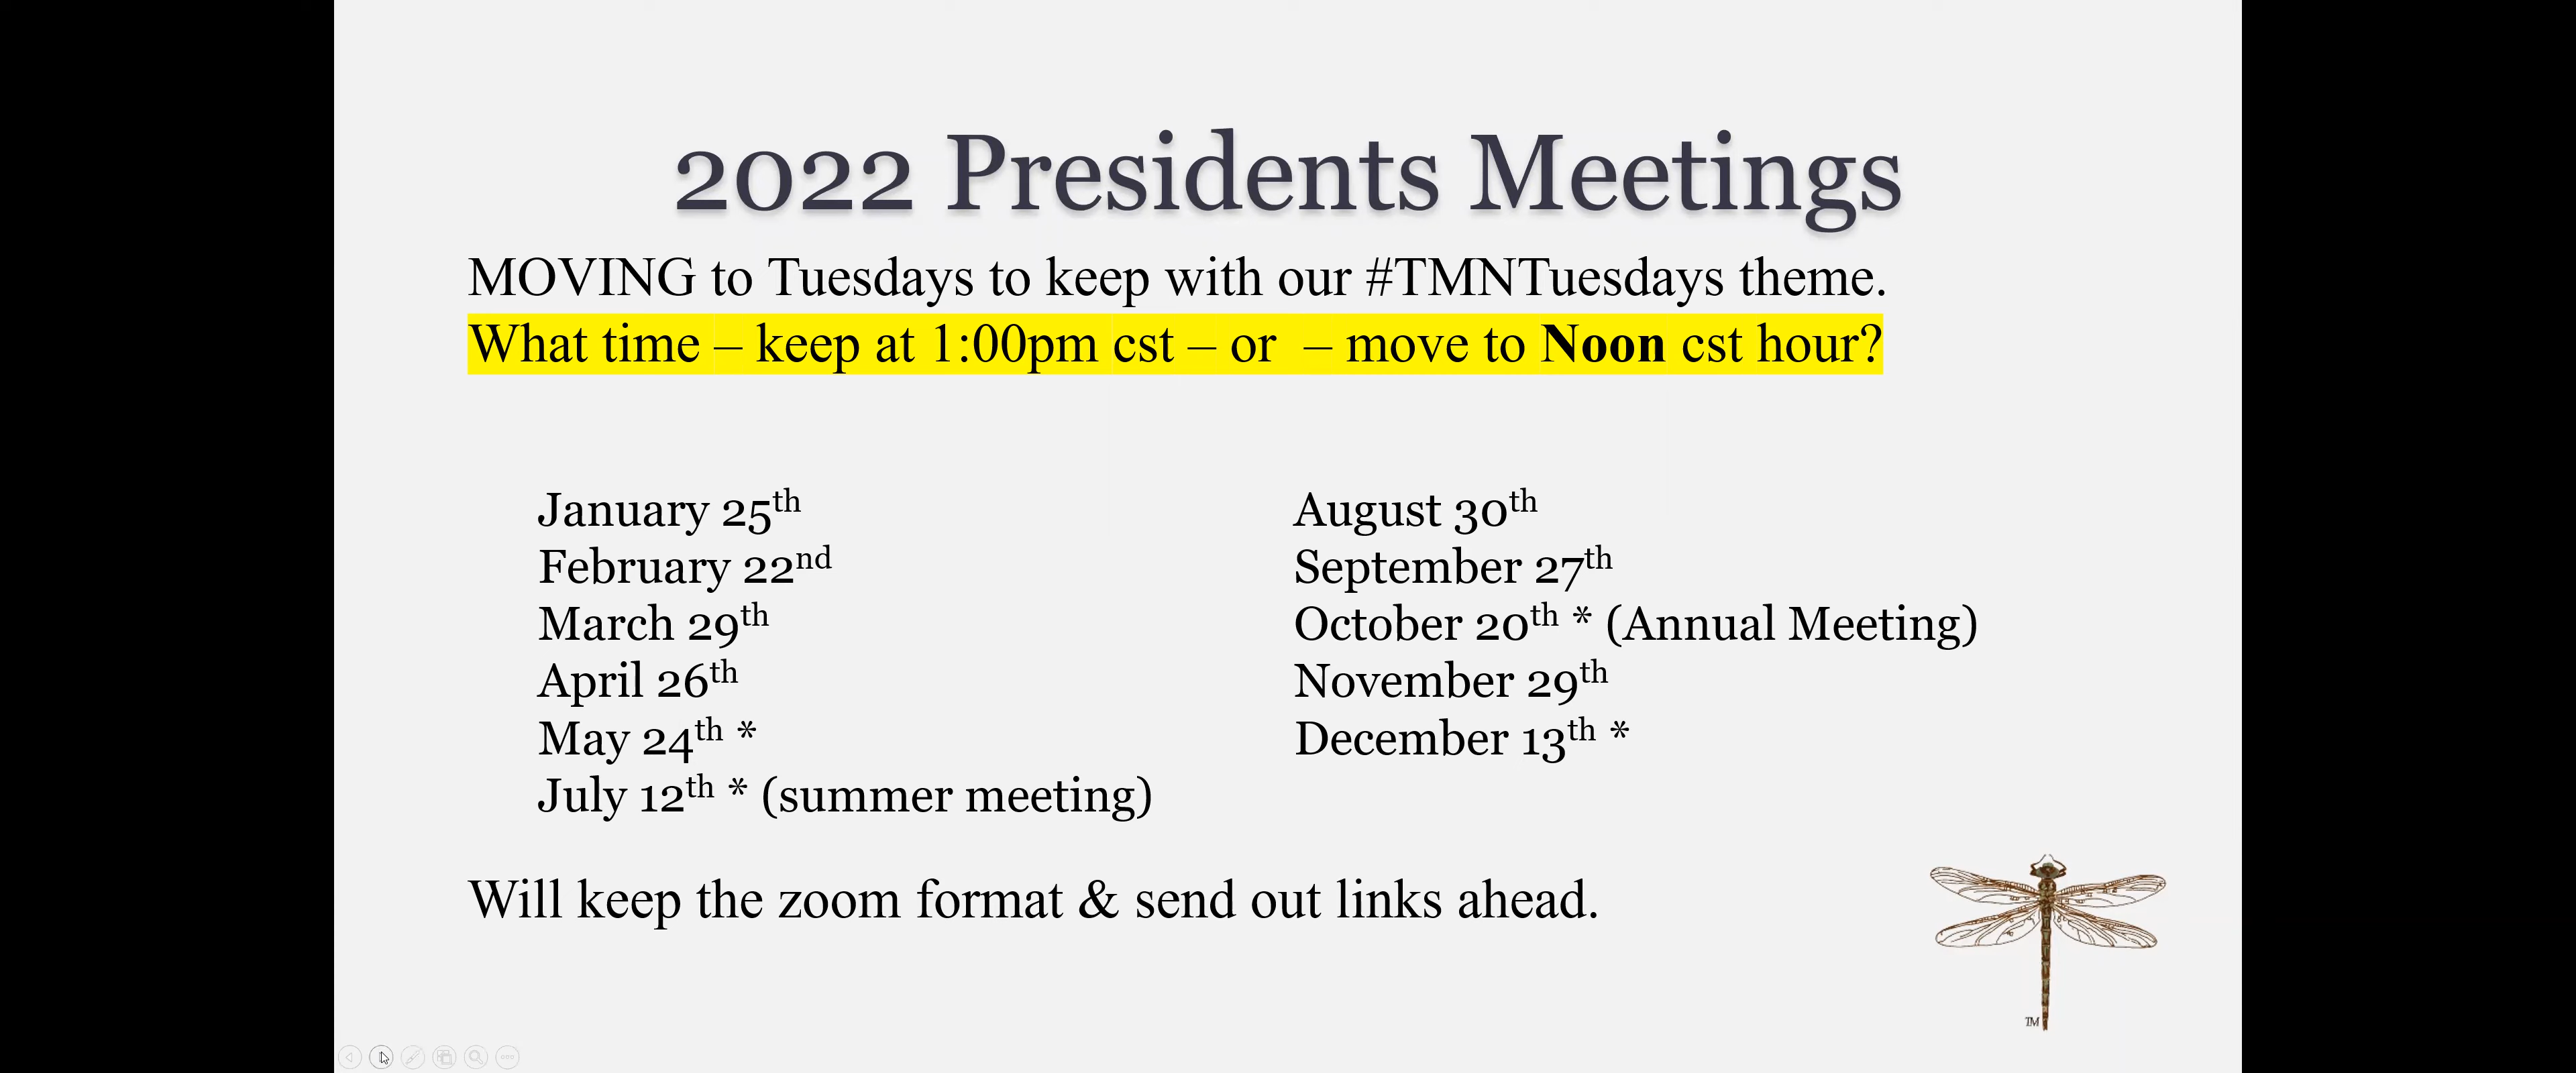 2022 Presidents Meetings
MOVING to Tuesdays to keep with our #TMNTuesdays theme.
What time – keep at 1:00pm cst – or  – move to Noon cst hour?
January 25th
February 22nd
March 29th
April 26th
May 24th *
July 12th * (summer meeting)
August 30th
September 27th
October 20th * (Annual Meeting)
November 29th
December 13th *
Will keep the zoom format & send out links ahead.
TM